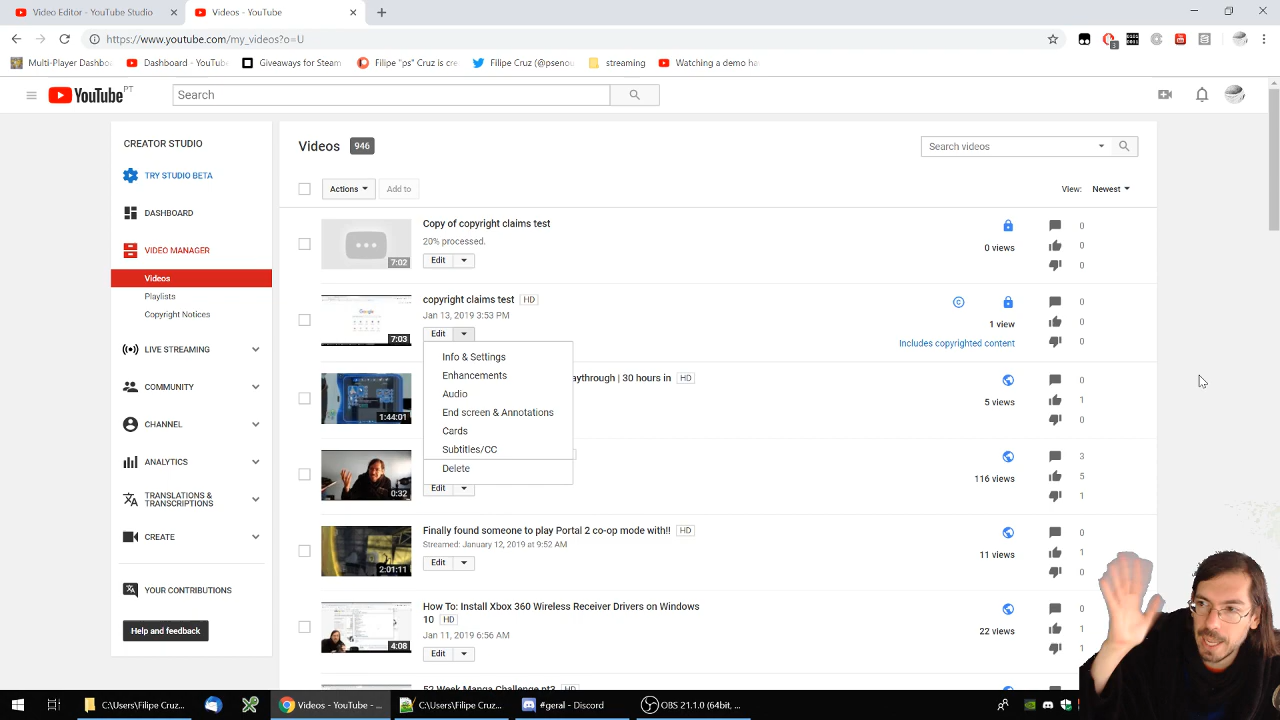 Video Editor - YouTube Studio
Videos - YouTube
https://www.youtube.com/my_videos?o=U
3
Multi-Player Dashbo
Dashboard - YouTube
Giveaways for Steam
Filipe "ps" Cruz is cre
Filipe Cruz (@psenou
streaming
Watching a demo ha
YouTube PT
Search
CREATOR STUDIO
TRY STUDIO BETA
DASHBOARD
VIDEO MANAGER
Videos
Playlists
Copyright Notices
LIVE STREAMING
COMMUNITY
CHANNEL
ANALYTICS
TRANSLATIONS &
TRANSCRIPTIONS
CREATE
YOUR CONTRIBUTIONS
Help and feedback
Videos 946
Search videos
Actions
Add to
View: Newest
Copy of copyright claims test
20% processed.
7:02
Edit
0 views
0
0
0
copyright claims test HD
Jan 13, 2019 3:53 PM
7:03
Edit
1 view
Includes copyrighted content
0
0
0
Info & Settings
Enhancements
Audio
End screen & Annotations
Cards
Subtitles/CC
Delete
aythrough | 30 hours in HD
1:44:01
5 views
0
1
0
0:32
Edit
116 views
3
5
1
Finally found someone to play Portal 2 co-op mode with!! HD
Streamed: January 12, 2019 at 9:52 AM
2:01:11
Edit
11 views
0
1
0
How To: Install Xbox 360 Wireless Receiver Drivers on Windows
10 HD
Jan 11, 2019 6:56 AM
4:08
Edit
22 views
0
1
1
52 Week Manga Challenge pt3 HD
C:\Users\Filipe Cruz...
Videos - YouTube - ...
C:\Users\Filipe Cruz...
#geral - Discord
OBS 21.1.0 (64bit, ...